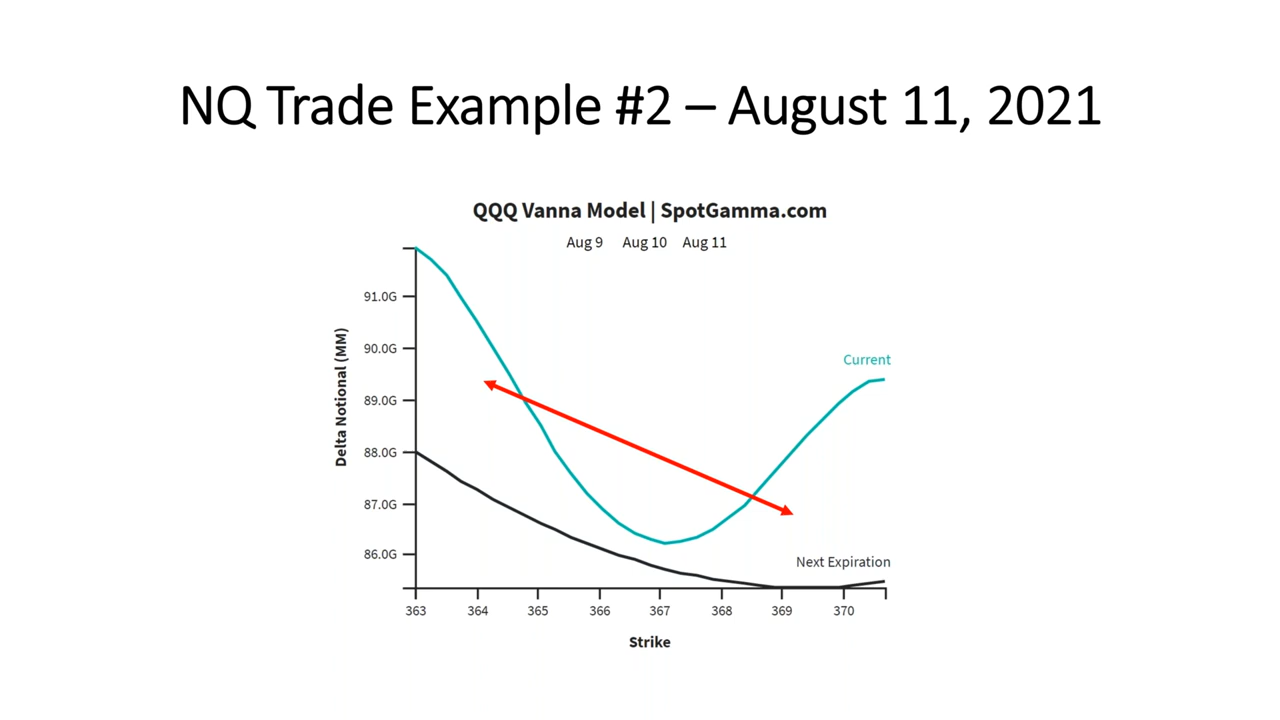 NQ Trade Example #2 – August 11, 2021
QQQ Vanna Model | SpotGamma.com
Aug 9 Aug 10 Aug 11
91.0G
90.0G
89.0G
88.0G
87.0G
86.0G
Delta Notional (MM)
Current
Next Expiration
363 364 365 366 367 368 369 370
Strike